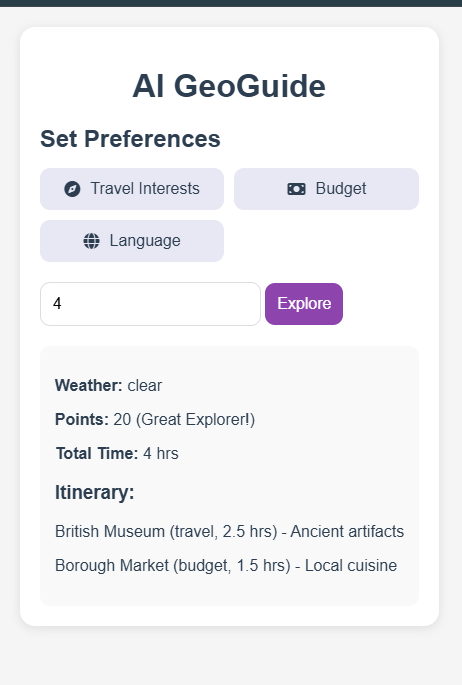 AI GeoGuide
Set Preferences
Travel Interests
Budget
Language
4
Explore
Weather: clear
Points: 20 (Great Explorer!)
Total Time: 4 hrs
Itinerary:
British Museum (travel, 2.5 hrs) - Ancient artifacts
Borough Market (budget, 1.5 hrs) - Local cuisine